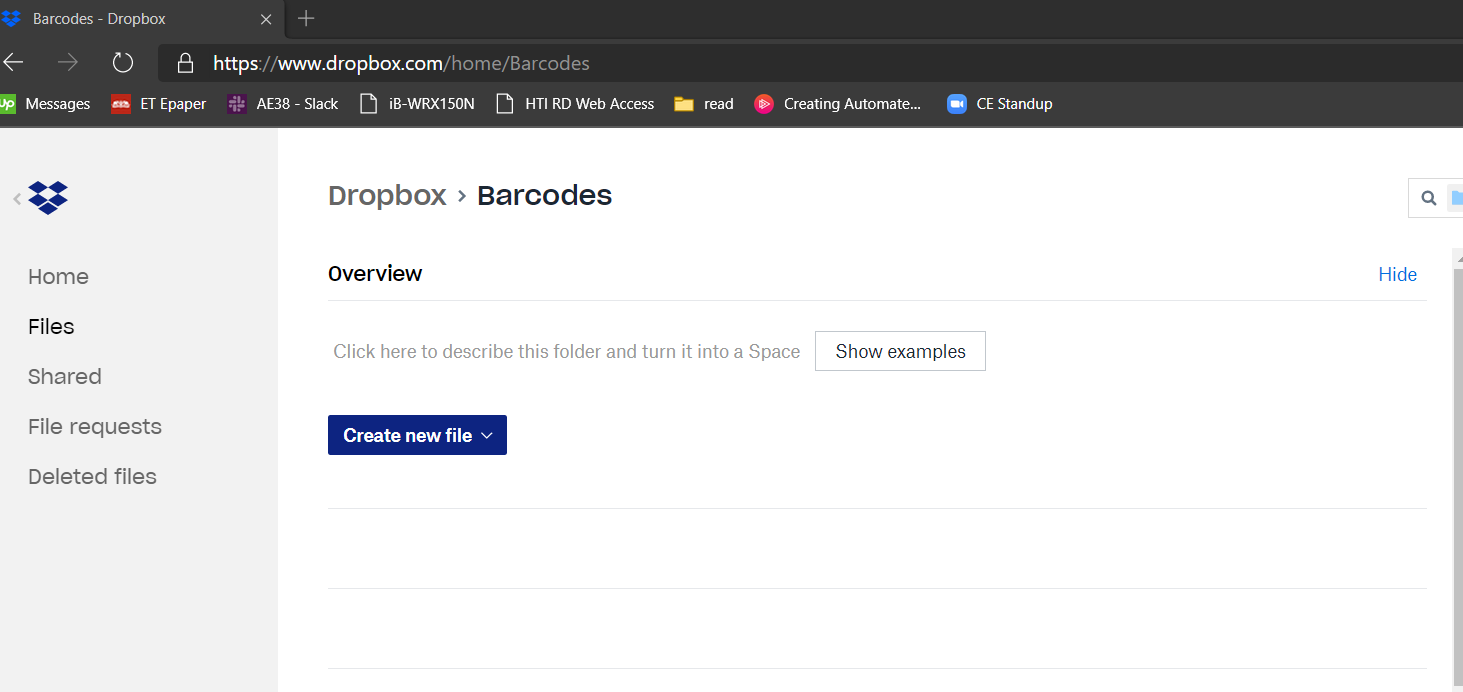 Barcodes - Dropbox
https://www.dropbox.com/home/Barcodes
up Messages ET Epaper AE38 - Slack iB-WRX150N HTI RD Web Access read Creating Automate... CE Standup
Dropbox › Barcodes
Home
Files
Shared
File requests
Deleted files
Overview
Hide
Click here to describe this folder and turn it into a Space
Show examples
Create new file